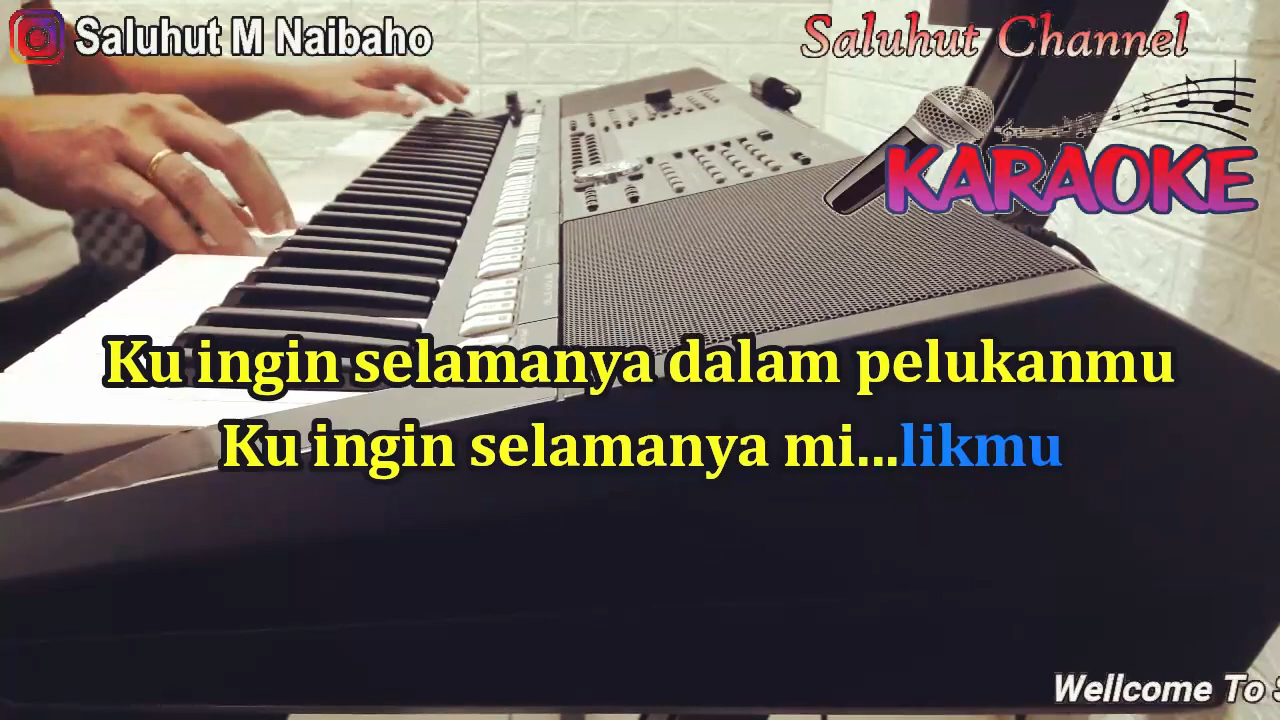 Saluhut M Naibaho
Saluhut Channel
KARAOKE
Ku ingin selamanya dalam pelukanmu
Ku ingin selamanya mi...likmu
Wellcome To